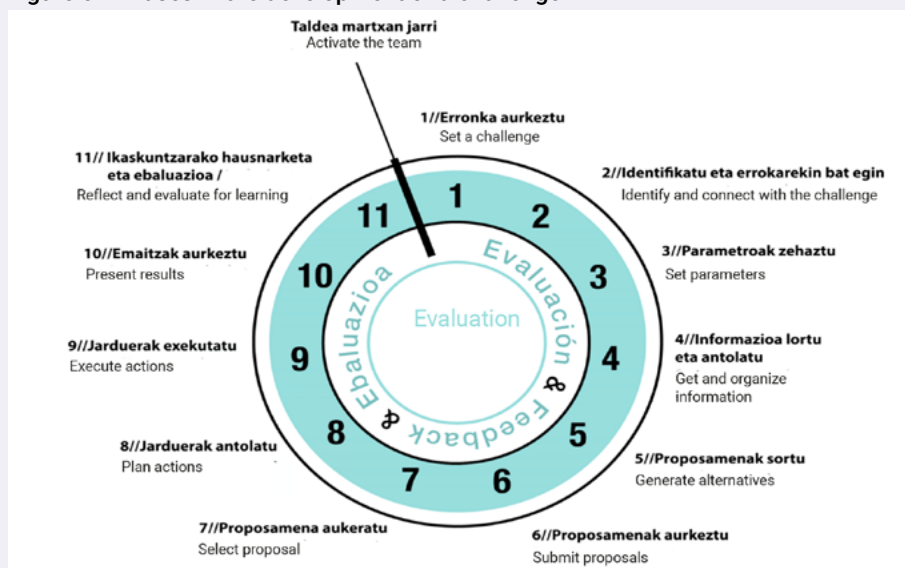 Taldea martxan jarri
Activate the team
1//Erronka aurkeztu
Set a challenge
2//Identifikatu eta errokarekin bat egin
Identify and connect with the challenge
3//Parametroak zehaztu
Set parameters
4//Informazioa lortu
eta antolatu
Get and organize
information
5//Proposamenak sortu
Generate alternatives
6//Proposamenak aurkeztu
Submit proposals
7//Proposamena aukeratu
Select proposal
8//Jarduerak antolatu
Plan actions
9//Jarduerak exekutatu
Execute actions
10//Emaitzak aurkeztu
Present results
11// Ikaskuntzarako hausnarketa
eta ebaluazioa /
Reflect and evaluate for learning
1
2
3
4
5
6
7
8
9
10
11
Evaluación & Feedback & Ebaluazioa
Evaluation